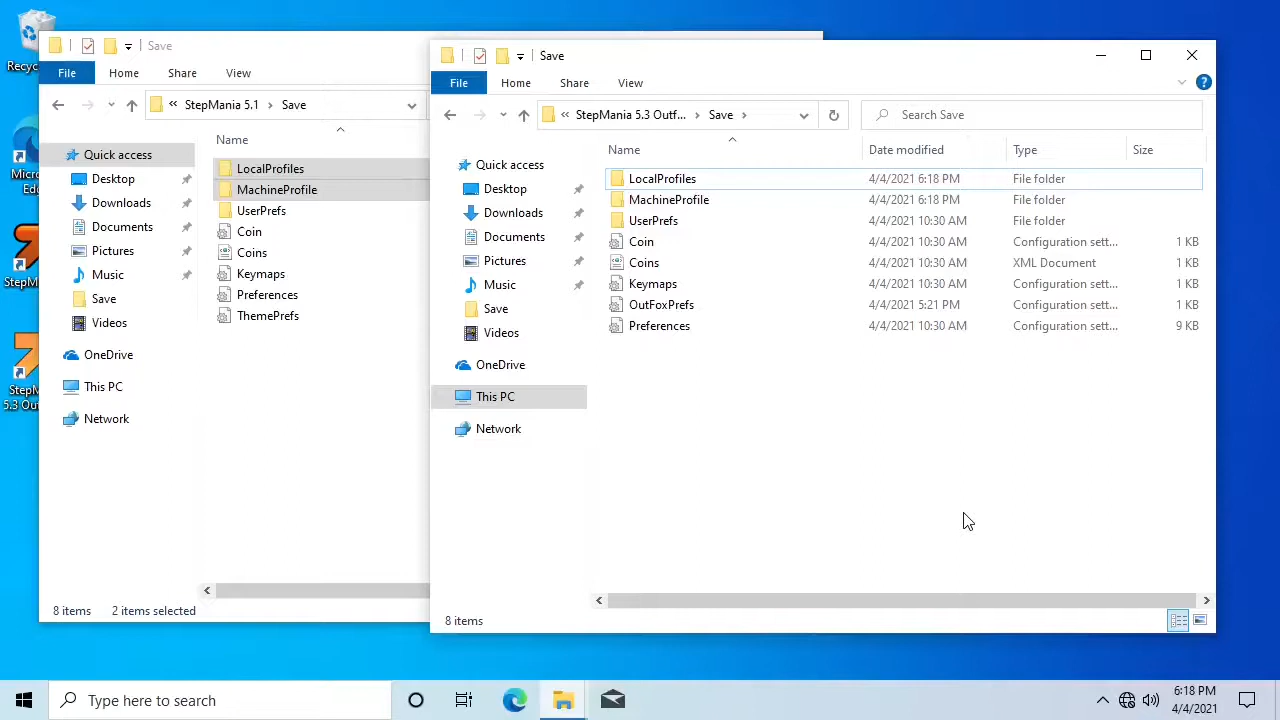 Recyc
Micro
Edg
StepM
StepM
5.3 Out
Save
File
Home
Share
View
« StepMania 5.1 > Save
Name
Quick access
Desktop
Downloads
Documents
Pictures
Music
Save
Videos
OneDrive
This PC
Network
LocalProfiles
MachineProfile
UserPrefs
Coin
Coins
Keymaps
Preferences
ThemePrefs
8 items
2 items selected
Save
File
Home
Share
View
?
« StepMania 5.3 Outf... > Save >
Search Save
Quick access
Desktop
Downloads
Documents
Pictures
Music
Save
Videos
OneDrive
This PC
Network
Name Date modified Type Size
LocalProfiles 4/4/2021 6:18 PM File folder
MachineProfile 4/4/2021 6:18 PM File folder
UserPrefs 4/4/2021 10:30 AM File folder
Coin 4/4/2021 10:30 AM Configuration sett... 1 KB
Coins 4/4/2021 10:30 AM XML Document 1 KB
Keymaps 4/4/2021 10:30 AM Configuration sett... 1 KB
OutFoxPrefs 4/4/2021 5:21 PM Configuration sett... 1 KB
Preferences 4/4/2021 10:30 AM Configuration sett... 9 KB
8 items
Type here to search
6:18 PM
4/4/2021